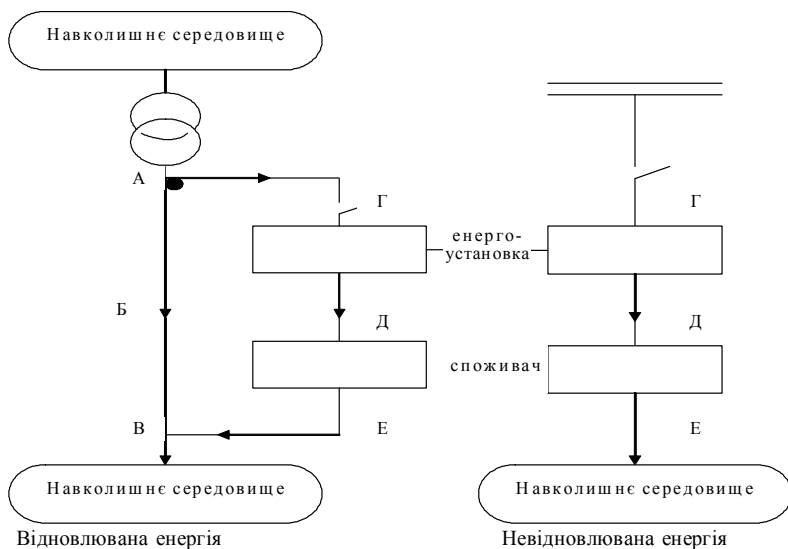 Навколишнє середовище
А
Г
Г
енерго-
установка
Б
Д
Д
споживач
В
Е
Е
Навколишнє середовище
Навколишнє середовище
Відновлювана енергія
Невідновлювана енергія